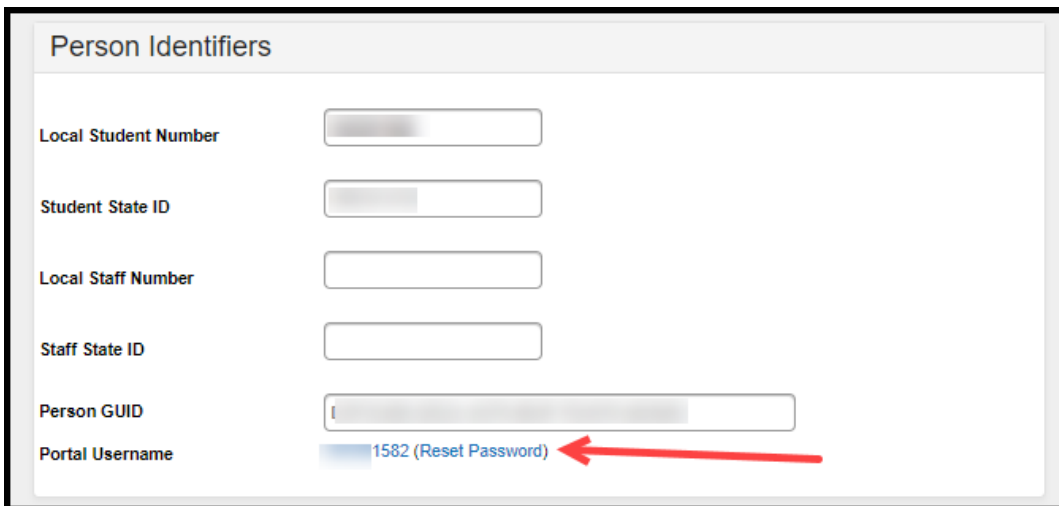 Person Identifiers
Local Student Number
Student State ID
Local Staff Number
Staff State ID
Person GUID
Portal Username 1582 (Reset Password)